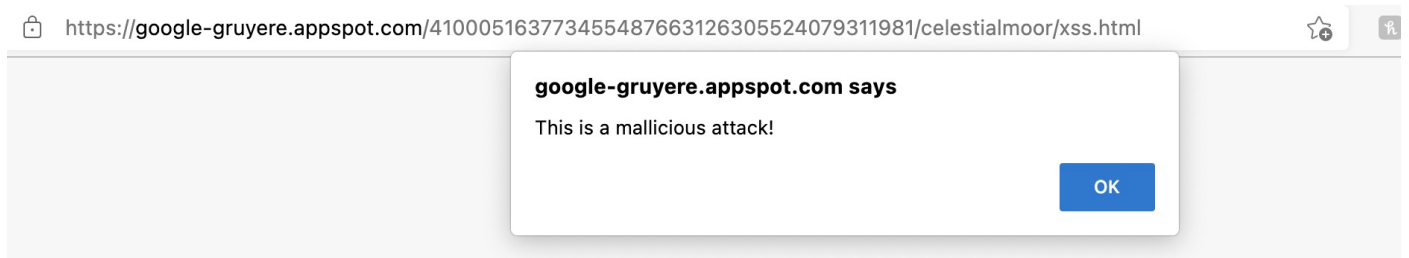 https://google-gruyere.appspot.com/410005163773455487663126305524079311981/celestialmoor/xss.html
google-gruyere.appspot.com says
This is a mallicious attack!
OK